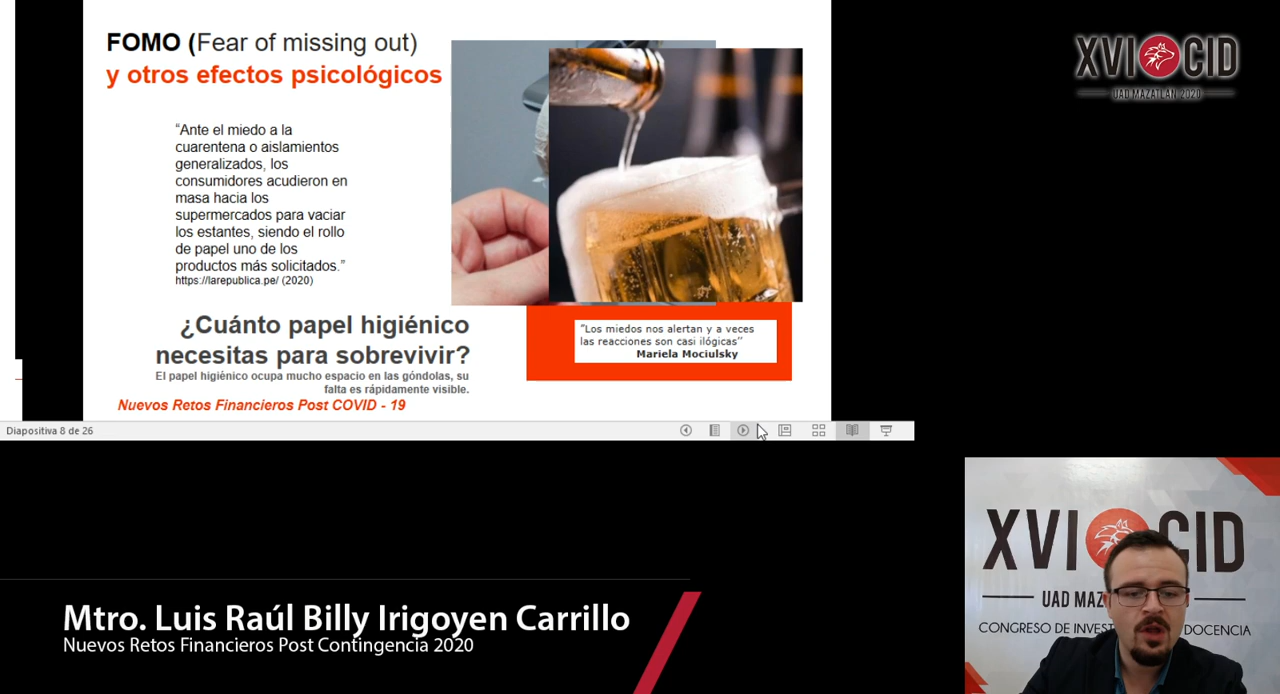 FOMO (Fear of missing out)
y otros efectos psicológicos
“Ante el miedo a la
cuarentena o aislamientos
generalizados, los
consumidores acudieron en
masa hacia los
supermercados para vaciar
los estantes, siendo el rollo
de papel uno de los
productos más solicitados.”
https://larepublica.pe/ (2020)
¿Cuánto papel higiénico
necesitas para sobrevivir?
El papel higiénico ocupa mucho espacio en las góndolas, su
falta es rápidamente visible.
Nuevos Retos Financieros Post COVID - 19
“Los miedos nos alertan y a veces
las reacciones son casi ilógicas”
Mariela Mociulsky
Diapositiva 8 de 26
XVI CID
UAD MAZATLÁN 2020
Mtro. Luis Raúl Billy Irigoyen Carrillo
Nuevos Retos Financieros Post Contingencia 2020
XVI CID
UAD MAZ
CONGRESO DE INVEST DOCENCIA